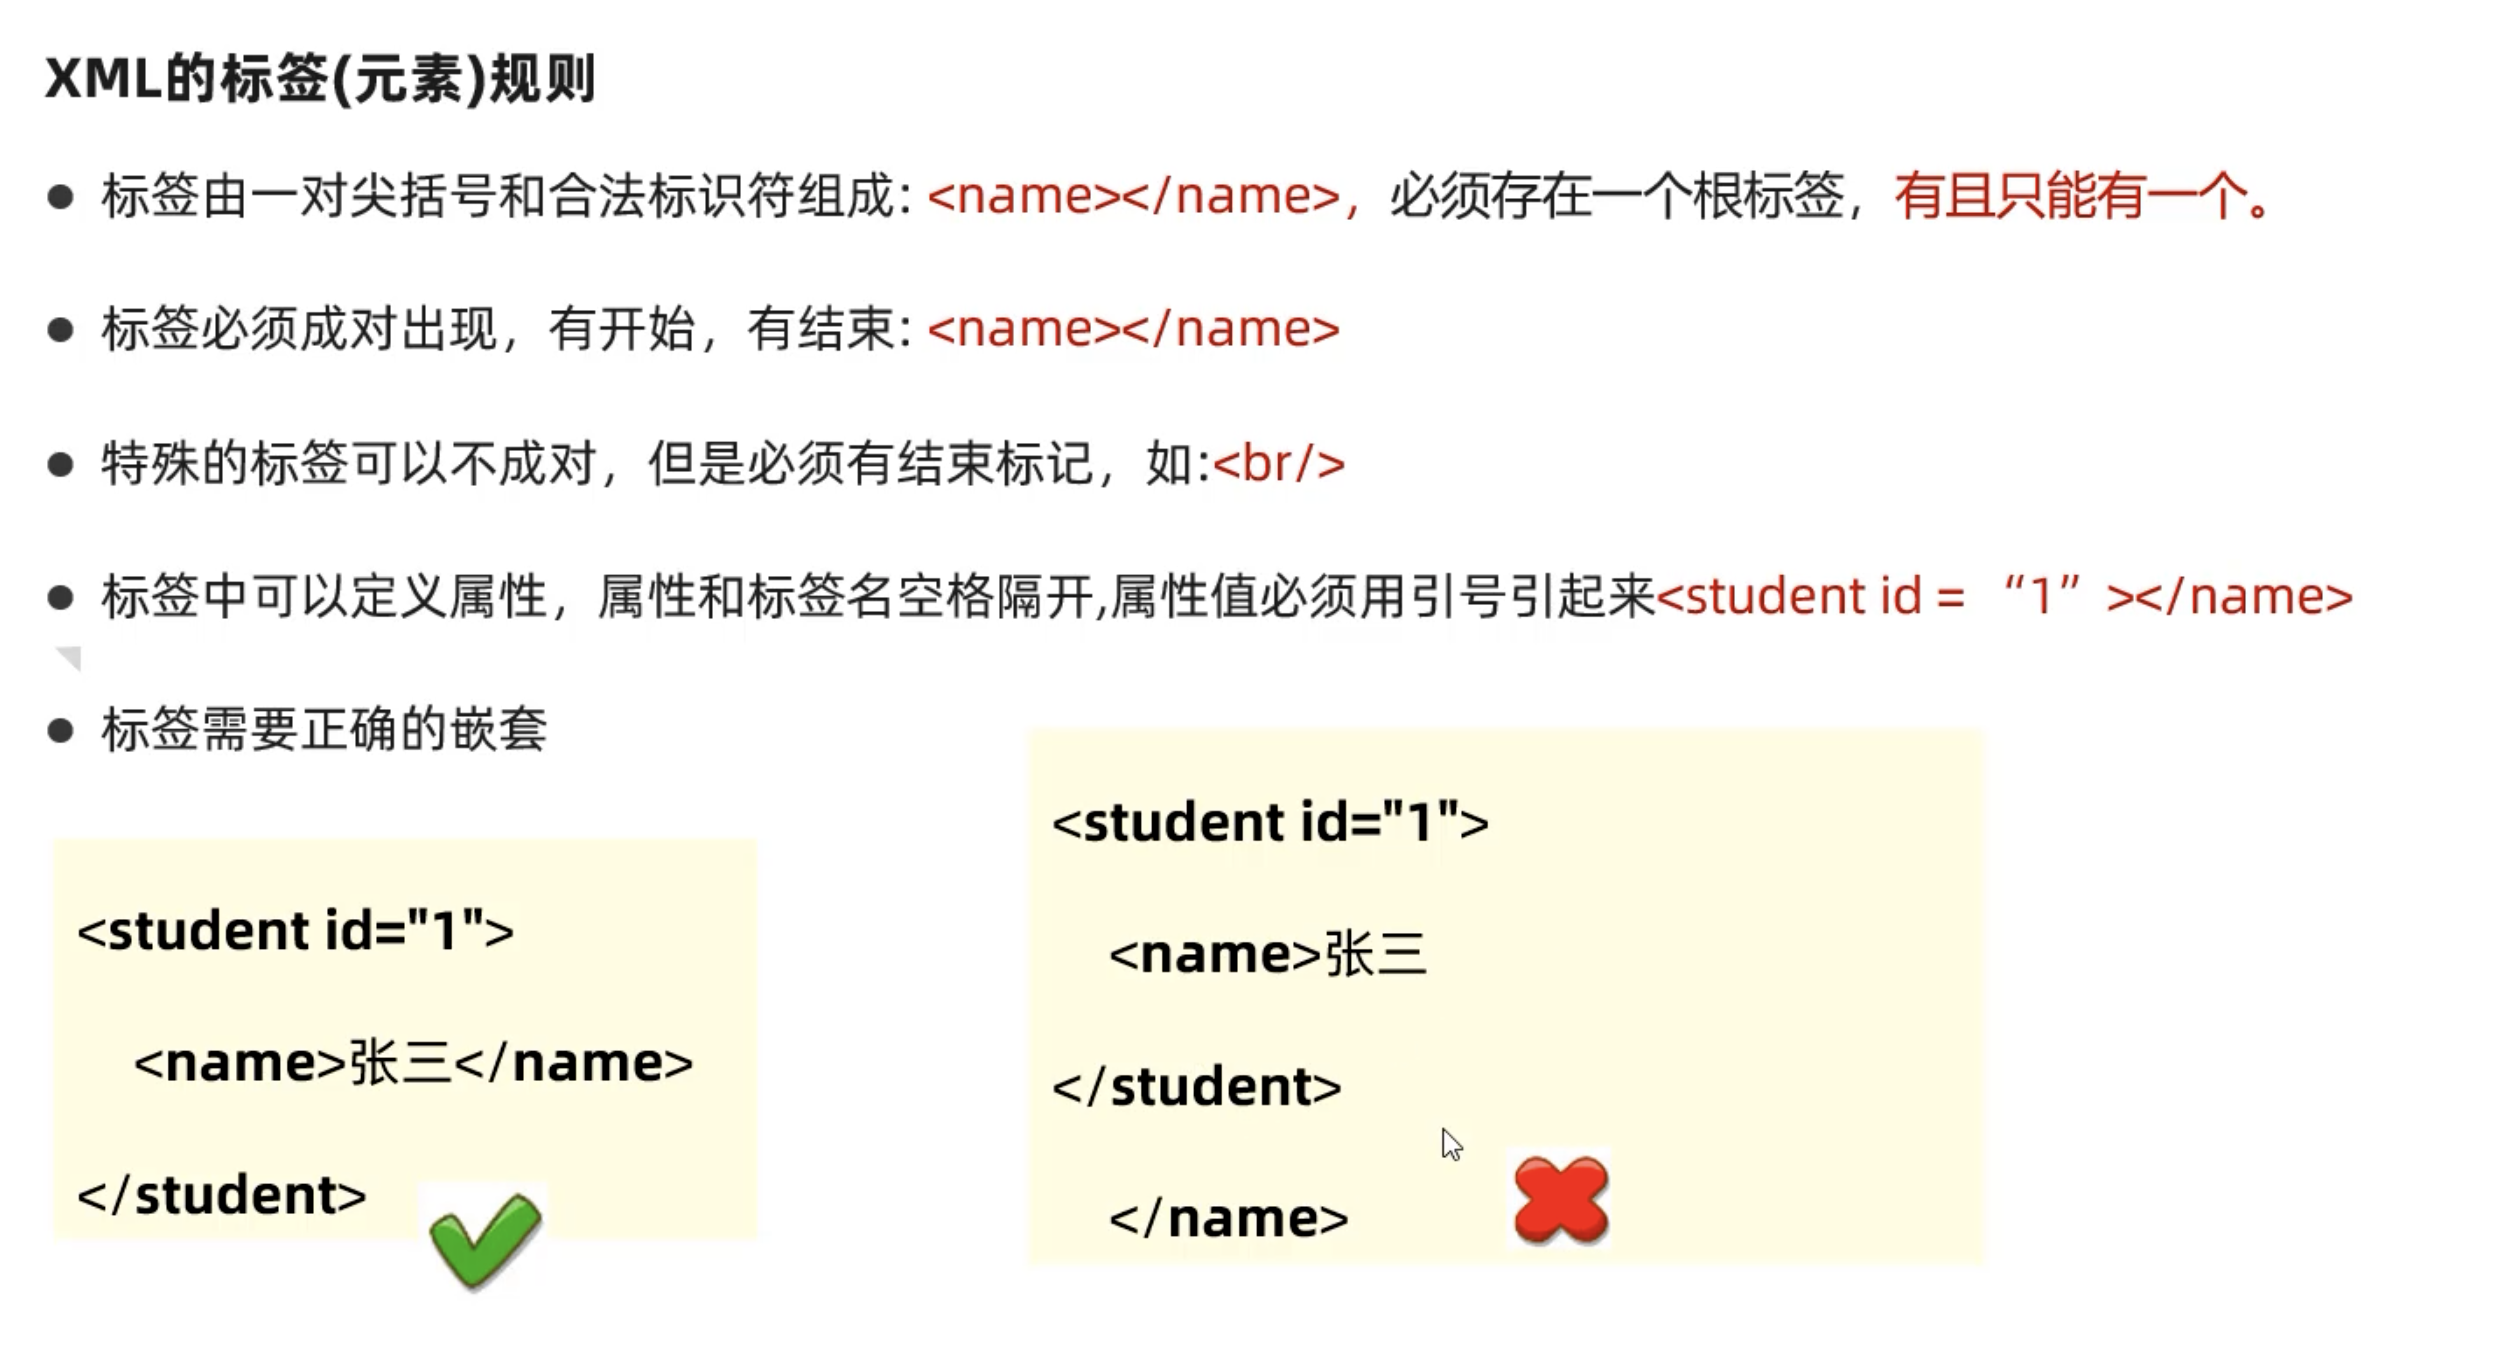 XML的标签(元素)规则
● 标签由一对尖括号和合法标识符组成: <name></name>，必须存在一个根标签，有且只能有一个。
● 标签必须成对出现，有开始，有结束: <name></name>
● 特殊的标签可以不成对，但是必须有结束标记，如:<br/>
● 标签中可以定义属性，属性和标签名空格隔开,属性值必须用引号引起来<student id = “1” ></name>
● 标签需要正确的嵌套
<student id="1">
<name>张三</name>
</student>
<student id="1">
<name>张三
</student>
</name>